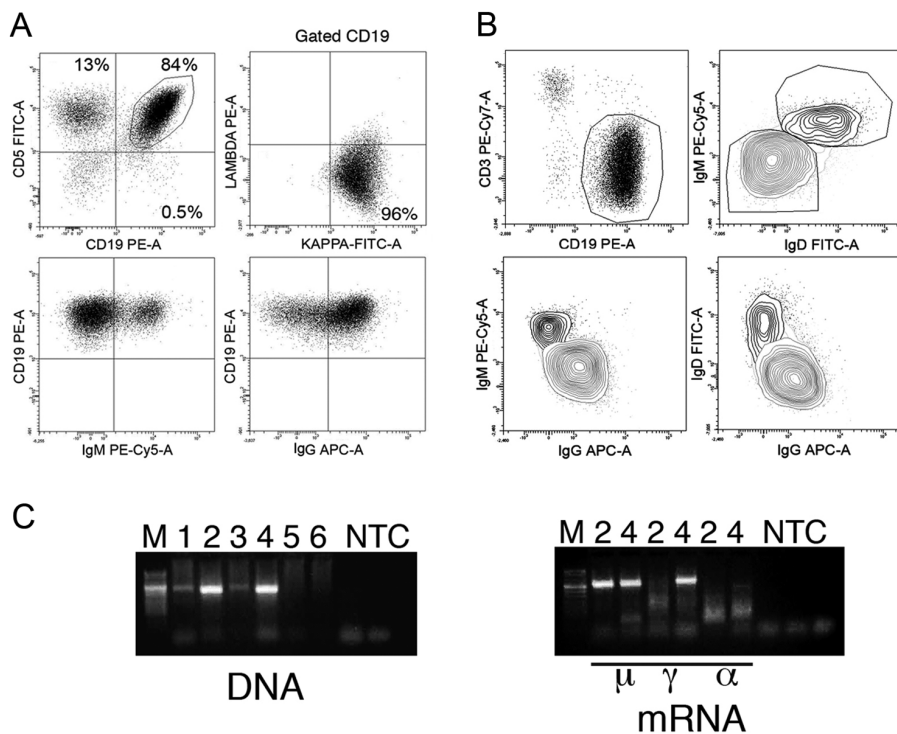 A
B
Gated CD19
13%
84%
CD5 FITC-A
0.5%
CD19 PE-A
LAMBDA PE-A
96%
KAPPA-FITC-A
CD3 PE-Cy7-A
CD19 PE-A
IgM PE-Cy5-A
IgD FITC-A
CD19 PE-A
IgM PE-Cy5-A
CD19 PE-A
IgG APC-A
IgM PE-Cy5-A
IgG APC-A
IgD FITC-A
IgG APC-A
C
M 1 2 3 4 5 6 NTC
DNA
M 2 4 2 4 2 4 NTC
μ γ α
mRNA